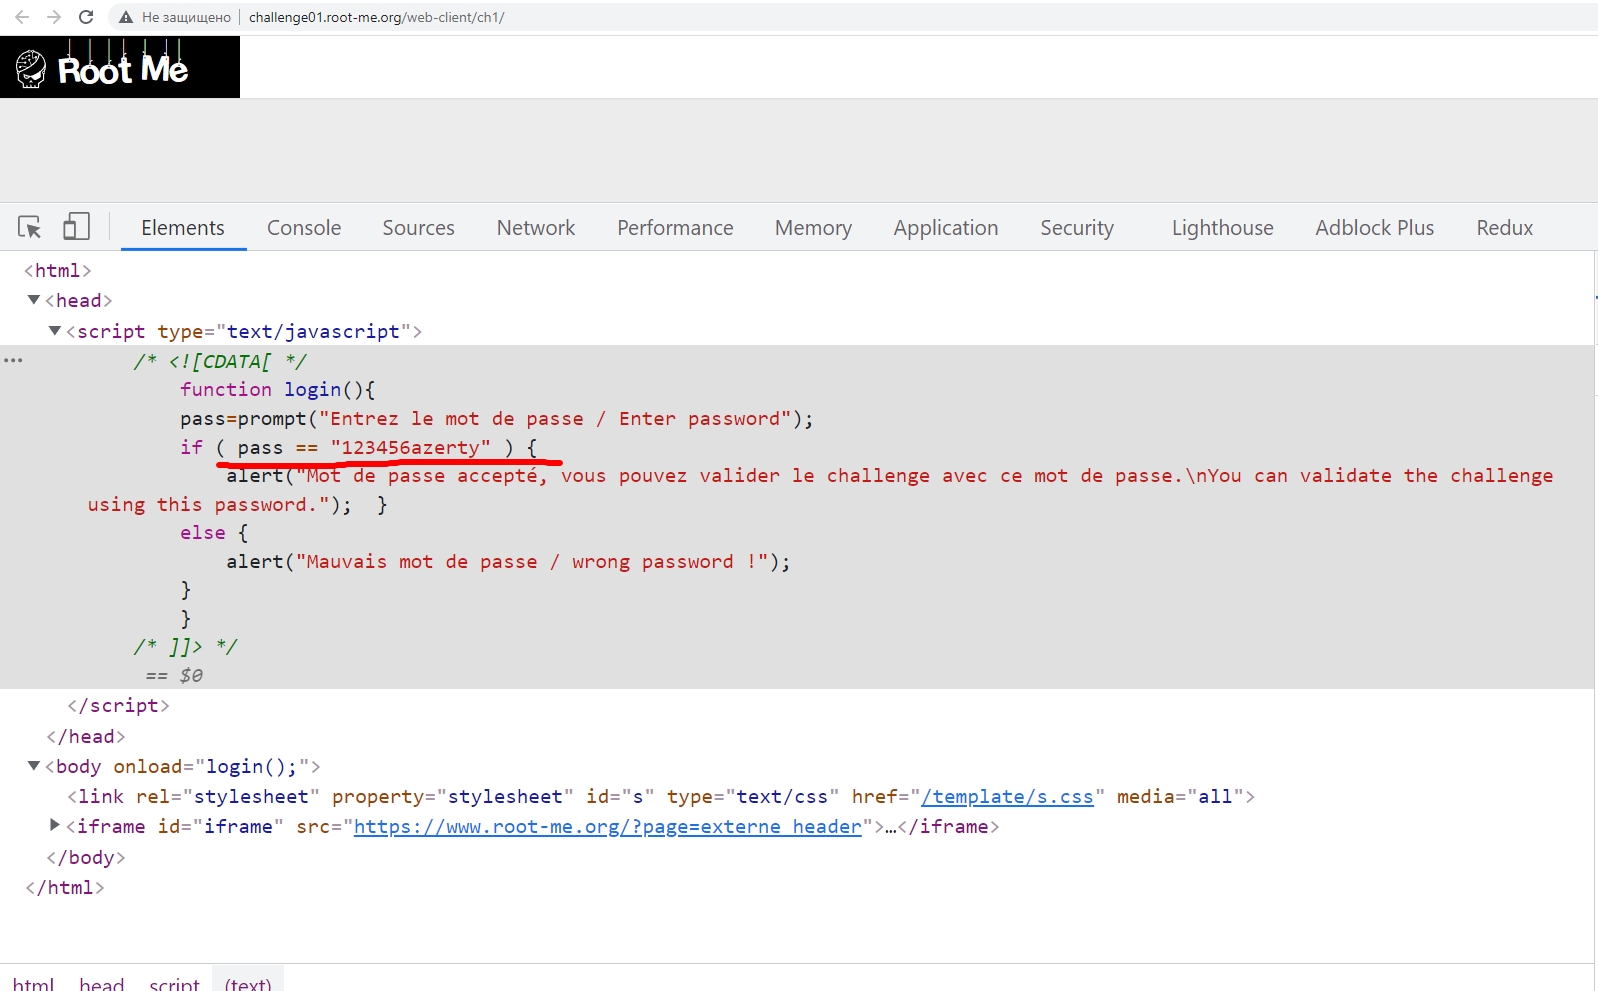 Не защищено challenge01.root-me.org/web-client/ch1/
Root Me
Elements Console Sources Network Performance Memory Application Security Lighthouse Adblock Plus Redux
<html>
<head>
<script type="text/javascript">
/* <![CDATA[ */
function login(){
pass=prompt("Entrez le mot de passe / Enter password");
if ( pass == "123456azerty" ) {
alert("Mot de passe accepté, vous pouvez valider le challenge avec ce mot de passe.\nYou can validate the challenge
using this password."); }
else {
alert("Mauvais mot de passe / wrong password !");
}
}
/* ]]> */
== $0
</script>
</head>
<body onload="login();">
<link rel="stylesheet" property="stylesheet" id="s" type="text/css" href="/template/s.css" media="all">
<iframe id="iframe" src="https://www.root-me.org/?page=externe_header">…</iframe>
</body>
</html>
html head script (text)